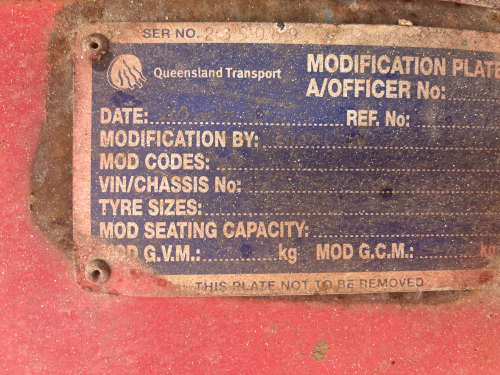 SER NO.
Queensland Transport
MODIFICATION PLATE
A/OFFICER No:
DATE: REF. No:
MODIFICATION BY:
MOD CODES:
VIN/CHASSIS No:
TYRE SIZES:
MOD SEATING CAPACITY:
MOD G.V.M.: kg MOD G.C.M.:
THIS PLATE NOT TO BE REMOVED